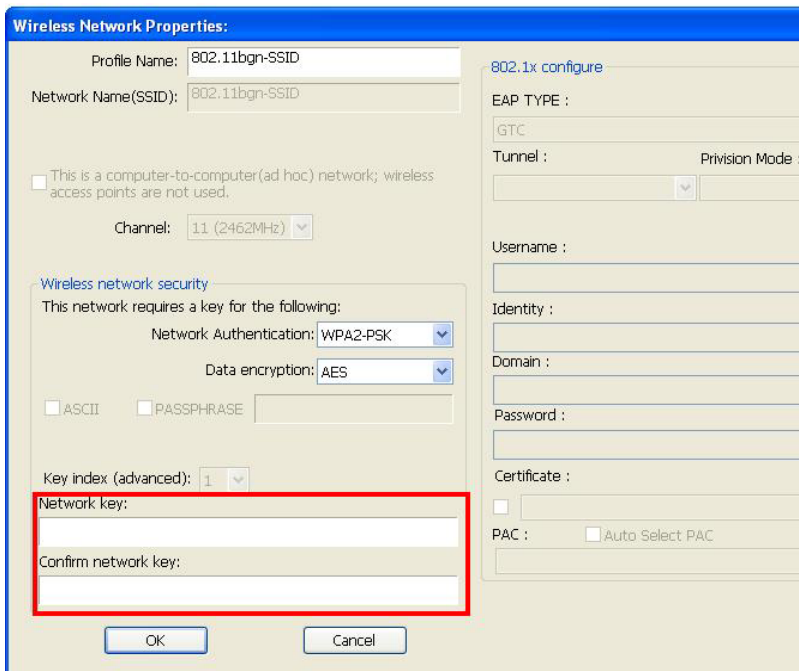 Wireless Network Properties:
Profile Name: 802.11bgn-SSID
Network Name(SSID): 802.11bgn-SSID
This is a computer-to-computer(ad hoc) network; wireless
access points are not used.
Channel: 11 (2462MHz)
Wireless network security
This network requires a key for the following:
Network Authentication: WPA2-PSK
Data encryption: AES
ASCII PASSPHRASE
Key index (advanced): 1
Network key:
Confirm network key:
OK Cancel
802.1x configure
EAP TYPE :
GTC
Tunnel : Privision Mode :
Username :
Identity :
Domain :
Password :
Certificate :
PAC : Auto Select PAC